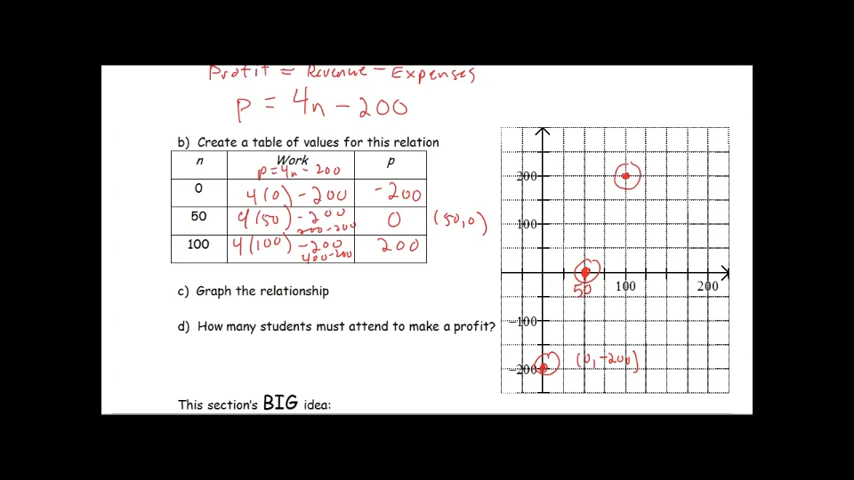 Profit = Revenue - Expenses
P = 4n - 200
b) Create a table of values for this relation
n Work p
p = 4n - 200
0 4(0) - 200 -200
50 4(50) - 200 0 (50,0)
200 - 200
100 4(100) - 200 200
400 - 200
c) Graph the relationship
d) How many students must attend to make a profit?
This section's BIG idea:
200
100
50 100 200
-100
-200 (0, -200)